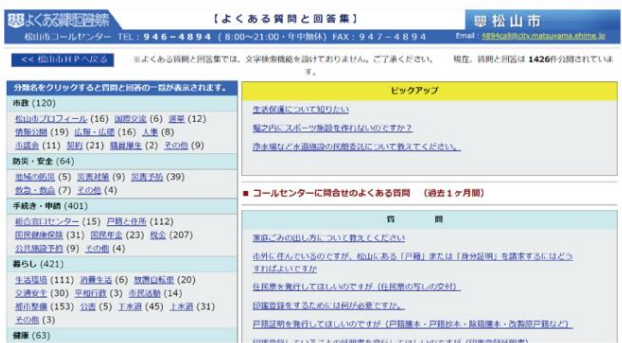 よくある質問回答集
【よくある質問と回答集】
松山市
松山市コールセンター TEL：946－4894（8:00～21:00・年中無休）FAX：947－4894
Email：4894call@city.matsuyama.ehime.jp
<< 松山市HPへ戻る
※よくある質問と回答集では、文字検索機能を設けておりません。ご了承ください。
現在、質問と回答は 1426件公開されています。
分類名をクリックすると質問と回答の一覧が表示されます。
市政 (120)
松山市プロフィール (16) 国際交流 (6) 選挙 (12)
情報公開 (19) 広報・広聴 (16) 人事 (8)
市議会 (11) 契約 (21) 職員厚生 (2) その他 (9)
防災・安全 (64)
地域の防災 (5) 災害対策 (9) 災害予防 (39)
救急・救命 (7) その他 (4)
手続き・申請 (401)
総合窓口センター (15) 戸籍と住所 (112)
国民健康保険 (31) 国民年金 (23) 税金 (207)
公共施設予約 (9) その他 (4)
暮らし (421)
生活環境 (111) 消費生活 (6) 放置自転車 (20)
交通安全 (30) 平和行政 (3) 市民活動 (14)
都市整備 (153) 公害 (5) 下水道 (45) 上水道 (31)
その他 (3)
健康 (63)
ピックアップ
生活保護について知りたい
堀之内にスポーツ施設を作れないのですか？
浄水場など水道施設の民間委託について教えてください。
■ コールセンターに問合せのよくある質問 （過去１ヶ月間）
質 問
家庭ごみの出し方について教えてください
市外に住んでいるのですが、松山にある「戸籍」または「身分証明」を請求するにはどう
すればよいですか
住民票を発行してほしいのですが（住民票の写しの交付）
印鑑登録をするためには何が必要ですか。
戸籍証明を発行してほしいのですが（戸籍謄本・戸籍抄本・除籍謄本・改製原戸籍など）